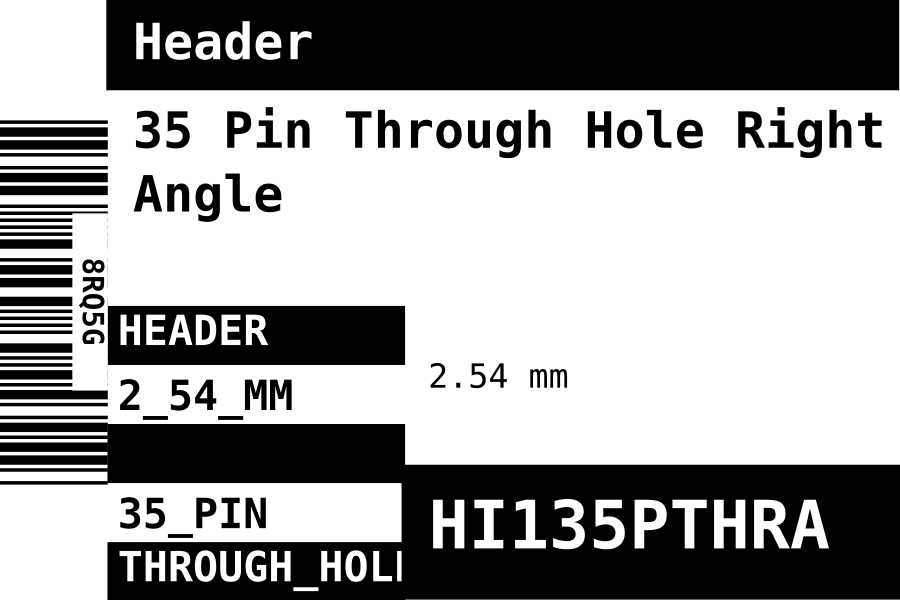 Header
35 Pin Through Hole Right
Angle
8RQ5G
HEADER
2_54_MM
2.54 mm
35_PIN
HI135PTHRA